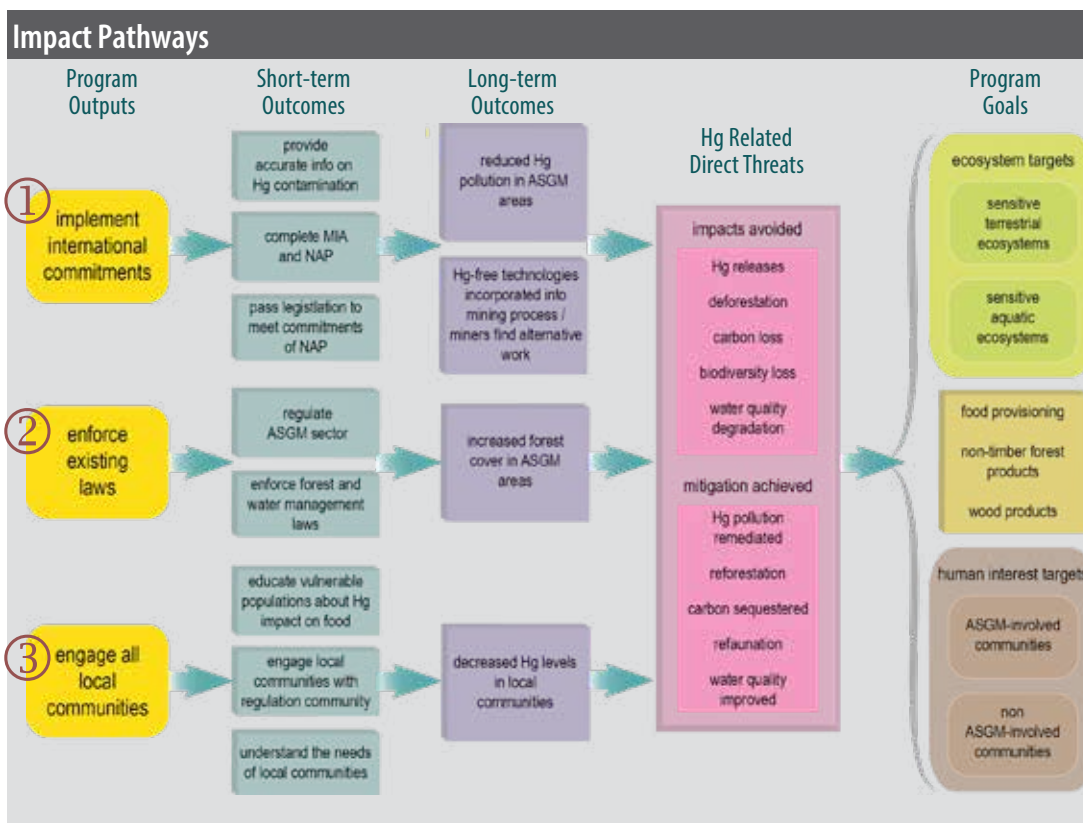 Impact Pathways
Program
Outputs
Short-term
Outcomes
Long-term
Outcomes
Hg Related
Direct Threats
Program
Goals
1
implement
international
commitments
provide
accurate info on
Hg contamination
complete MIA
and NAP
pass legistlation to
meet commitments
of NAP
reduced Hg
pollution in ASGM
areas
Hg-free technologies
incorporated into
mining process /
miners find alternative
work
2
enforce
existing
laws
regulate
ASGM sector
enforce forest and
water management
laws
increased forest
cover in ASGM
areas
3
engage all
local
communities
educate vulnerable
populations about Hg
impact on food
engage local
communities with
regulation community
understand the needs
of local communities
decreased Hg levels
in local
communities
impacts avoided
Hg releases
deforestation
carbon loss
biodiversity loss
water quality
degradation
mitigation achieved
Hg pollution
remediated
reforestation
carbon sequestered
refaunation
water quality
improved
ecosystem targets
sensitive
terrestrial
ecosystems
sensitive
aquatic
ecosystems
food provisioning
non-timber forest
products
wood products
human interest targets
ASGM-involved
communities
non
ASGM-involved
communities